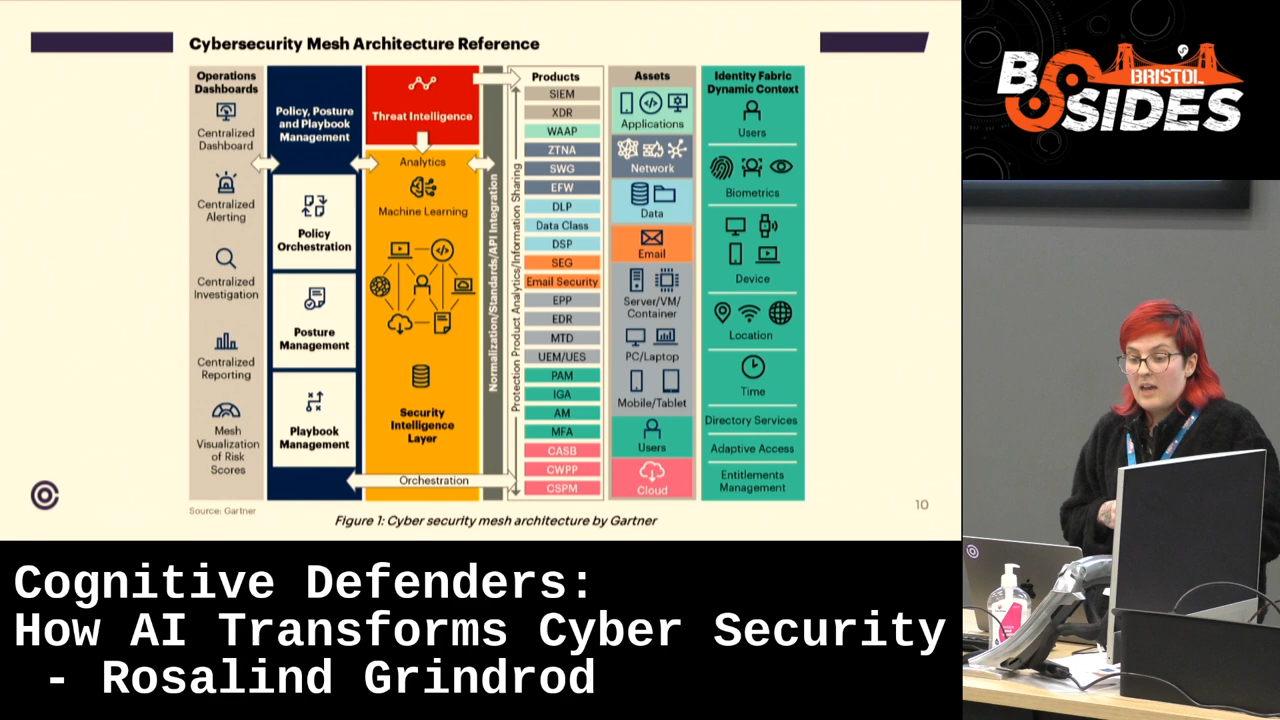 Cybersecurity Mesh Architecture Reference
Operations
Dashboards
Centralized
Dashboard
Centralized
Alerting
Centralized
Investigation
Centralized
Reporting
Mesh
Visualization
of Risk
Scores
Policy, Posture
and Playbook
Management
Policy
Orchestration
Posture
Management
Playbook
Management
Threat Intelligence
Analytics
Machine Learning
Security
Intelligence
Layer
Orchestration
Normalization/Standards/API Integration
Protection Product Analytics/Information Sharing
Products
SIEM
XDR
WAAP
ZTNA
SWG
EFW
DLP
Data Class
DSP
SEG
Email Security
EPP
EDR
MTD
UEM/UES
PAM
IGA
AM
MFA
CASB
CWPP
CSPM
Assets
Applications
Network
Data
Email
Server/VM/
Container
PC/Laptop
Mobile/Tablet
Users
Cloud
Identity Fabric
Dynamic Context
Users
Biometrics
Device
Location
Time
Directory Services
Adaptive Access
Entitlements
Management
Source: Gartner
10
Figure 1: Cyber security mesh architecture by Gartner
BSIDES
BRISTOL
Cognitive Defenders:
How AI Transforms Cyber Security
- Rosalind Grindrod